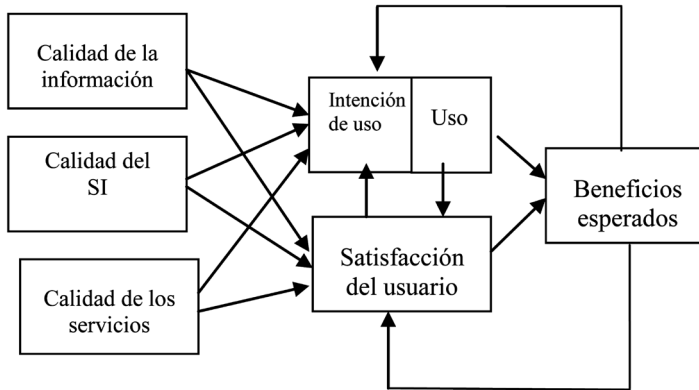 Calidad de la
información
Calidad del
SI
Calidad de los
servicios
Intención
de uso
Uso
Satisfacción
del usuario
Beneficios
esperados